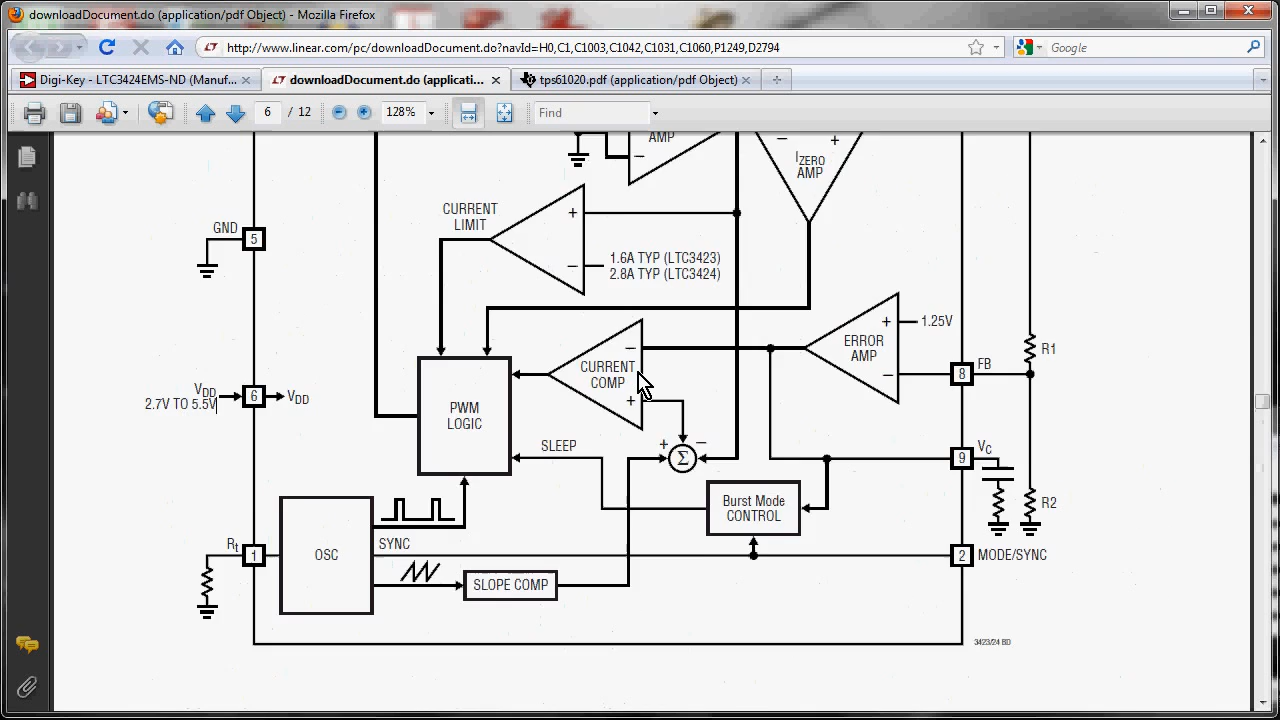 downloadDocument.do (application/pdf Object) - Mozilla Firefox
http://www.linear.com/pc/downloadDocument.do?navId=H0,C1,C1033,C1042,C1031,C1060,P1249,D2794
Google
Digi-Key - LTC3424EMS-ND (Manuf...
downloadDocument.do (applicati...
tps61020.pdf (application/pdf Object)
6 / 12
128%
Find
AMP
−
− +
IZERO
AMP
GND
5
CURRENT
LIMIT
+
−
1.6A TYP (LTC3423)
2.8A TYP (LTC3424)
+
1.25V
ERROR
AMP
−
R1
FB
8
−
CURRENT
COMP
+
VDD
2.7V TO 5.5V
6
VDD
PWM
LOGIC
SLEEP
+ −
Σ
VC
9
Burst Mode
CONTROL
R2
Rt
1
OSC
SYNC
2
MODE/SYNC
SLOPE COMP
3423/24 BD